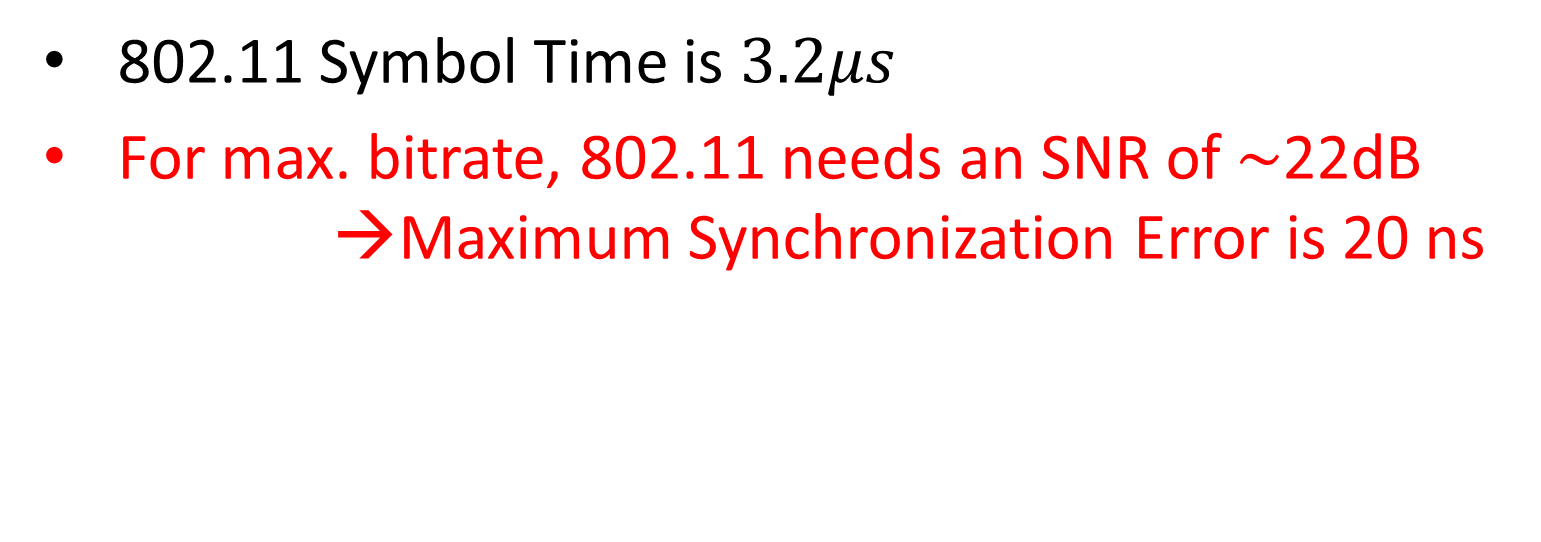 • 802.11 Symbol Time is 3.2μs
• For max. bitrate, 802.11 needs an SNR of ~22dB
→Maximum Synchronization Error is 20 ns